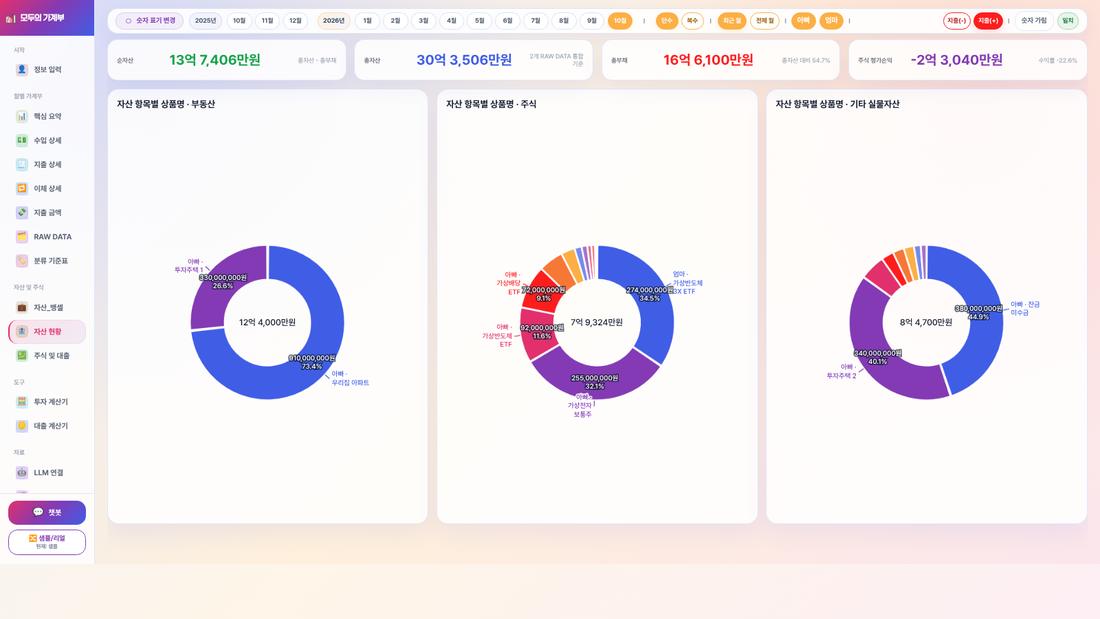 모두의 가계부
시작
정보 입력
월별 가계부
핵심 요약
수입 상세
지출 상세
이체 상세
지출 금액
RAW DATA
분류 기준표
자산 및 주식
자산_뱅샐
자산 현황
주식 및 대출
도구
투자 계산기
대출 계산기
자료
LLM 연결
챗봇
샘플/리얼
현재: 샘플
숫자 표기 변경 2025년 10월 11월 12월 2026년 1월 2월 3월 4월 5월 6월 7월 8월 9월 10월 | 단수 복수 | 최근 월 전체 월 | 아빠 엄마 | 지출(-) 지출(+) | 숫자 가림 일치
순자산 13억 7,406만원 총자산 - 총부채
총자산 30억 3,506만원 2개 RAW DATA 통합 기준
총부채 16억 6,100만원 총자산 대비 54.7%
주식 평가손익 -2억 3,040만원 수익률 -22.6%
자산 항목별 상품명 · 부동산
아빠 ·
투자주택 1
330,000,000원
26.6%
12억 4,000만원
910,000,000원
73.4%
아빠 ·
우리집 아파트
자산 항목별 상품명 · 주식
엄마 ·
가상반도체
3X ETF
274,000,000원
34.5%
아빠 ·
가상배당
ETF
72,000,000원
9.1%
7억 9,324만원
아빠 ·
가상반도체
ETF
92,000,000원
11.6%
255,000,000원
32.1%
아빠 ·
가상전자
보통주
자산 항목별 상품명 · 기타 실물자산
아빠 · 잔금
미수금
380,000,000원
44.9%
8억 4,700만원
340,000,000원
40.1%
아빠 ·
투자주택 2